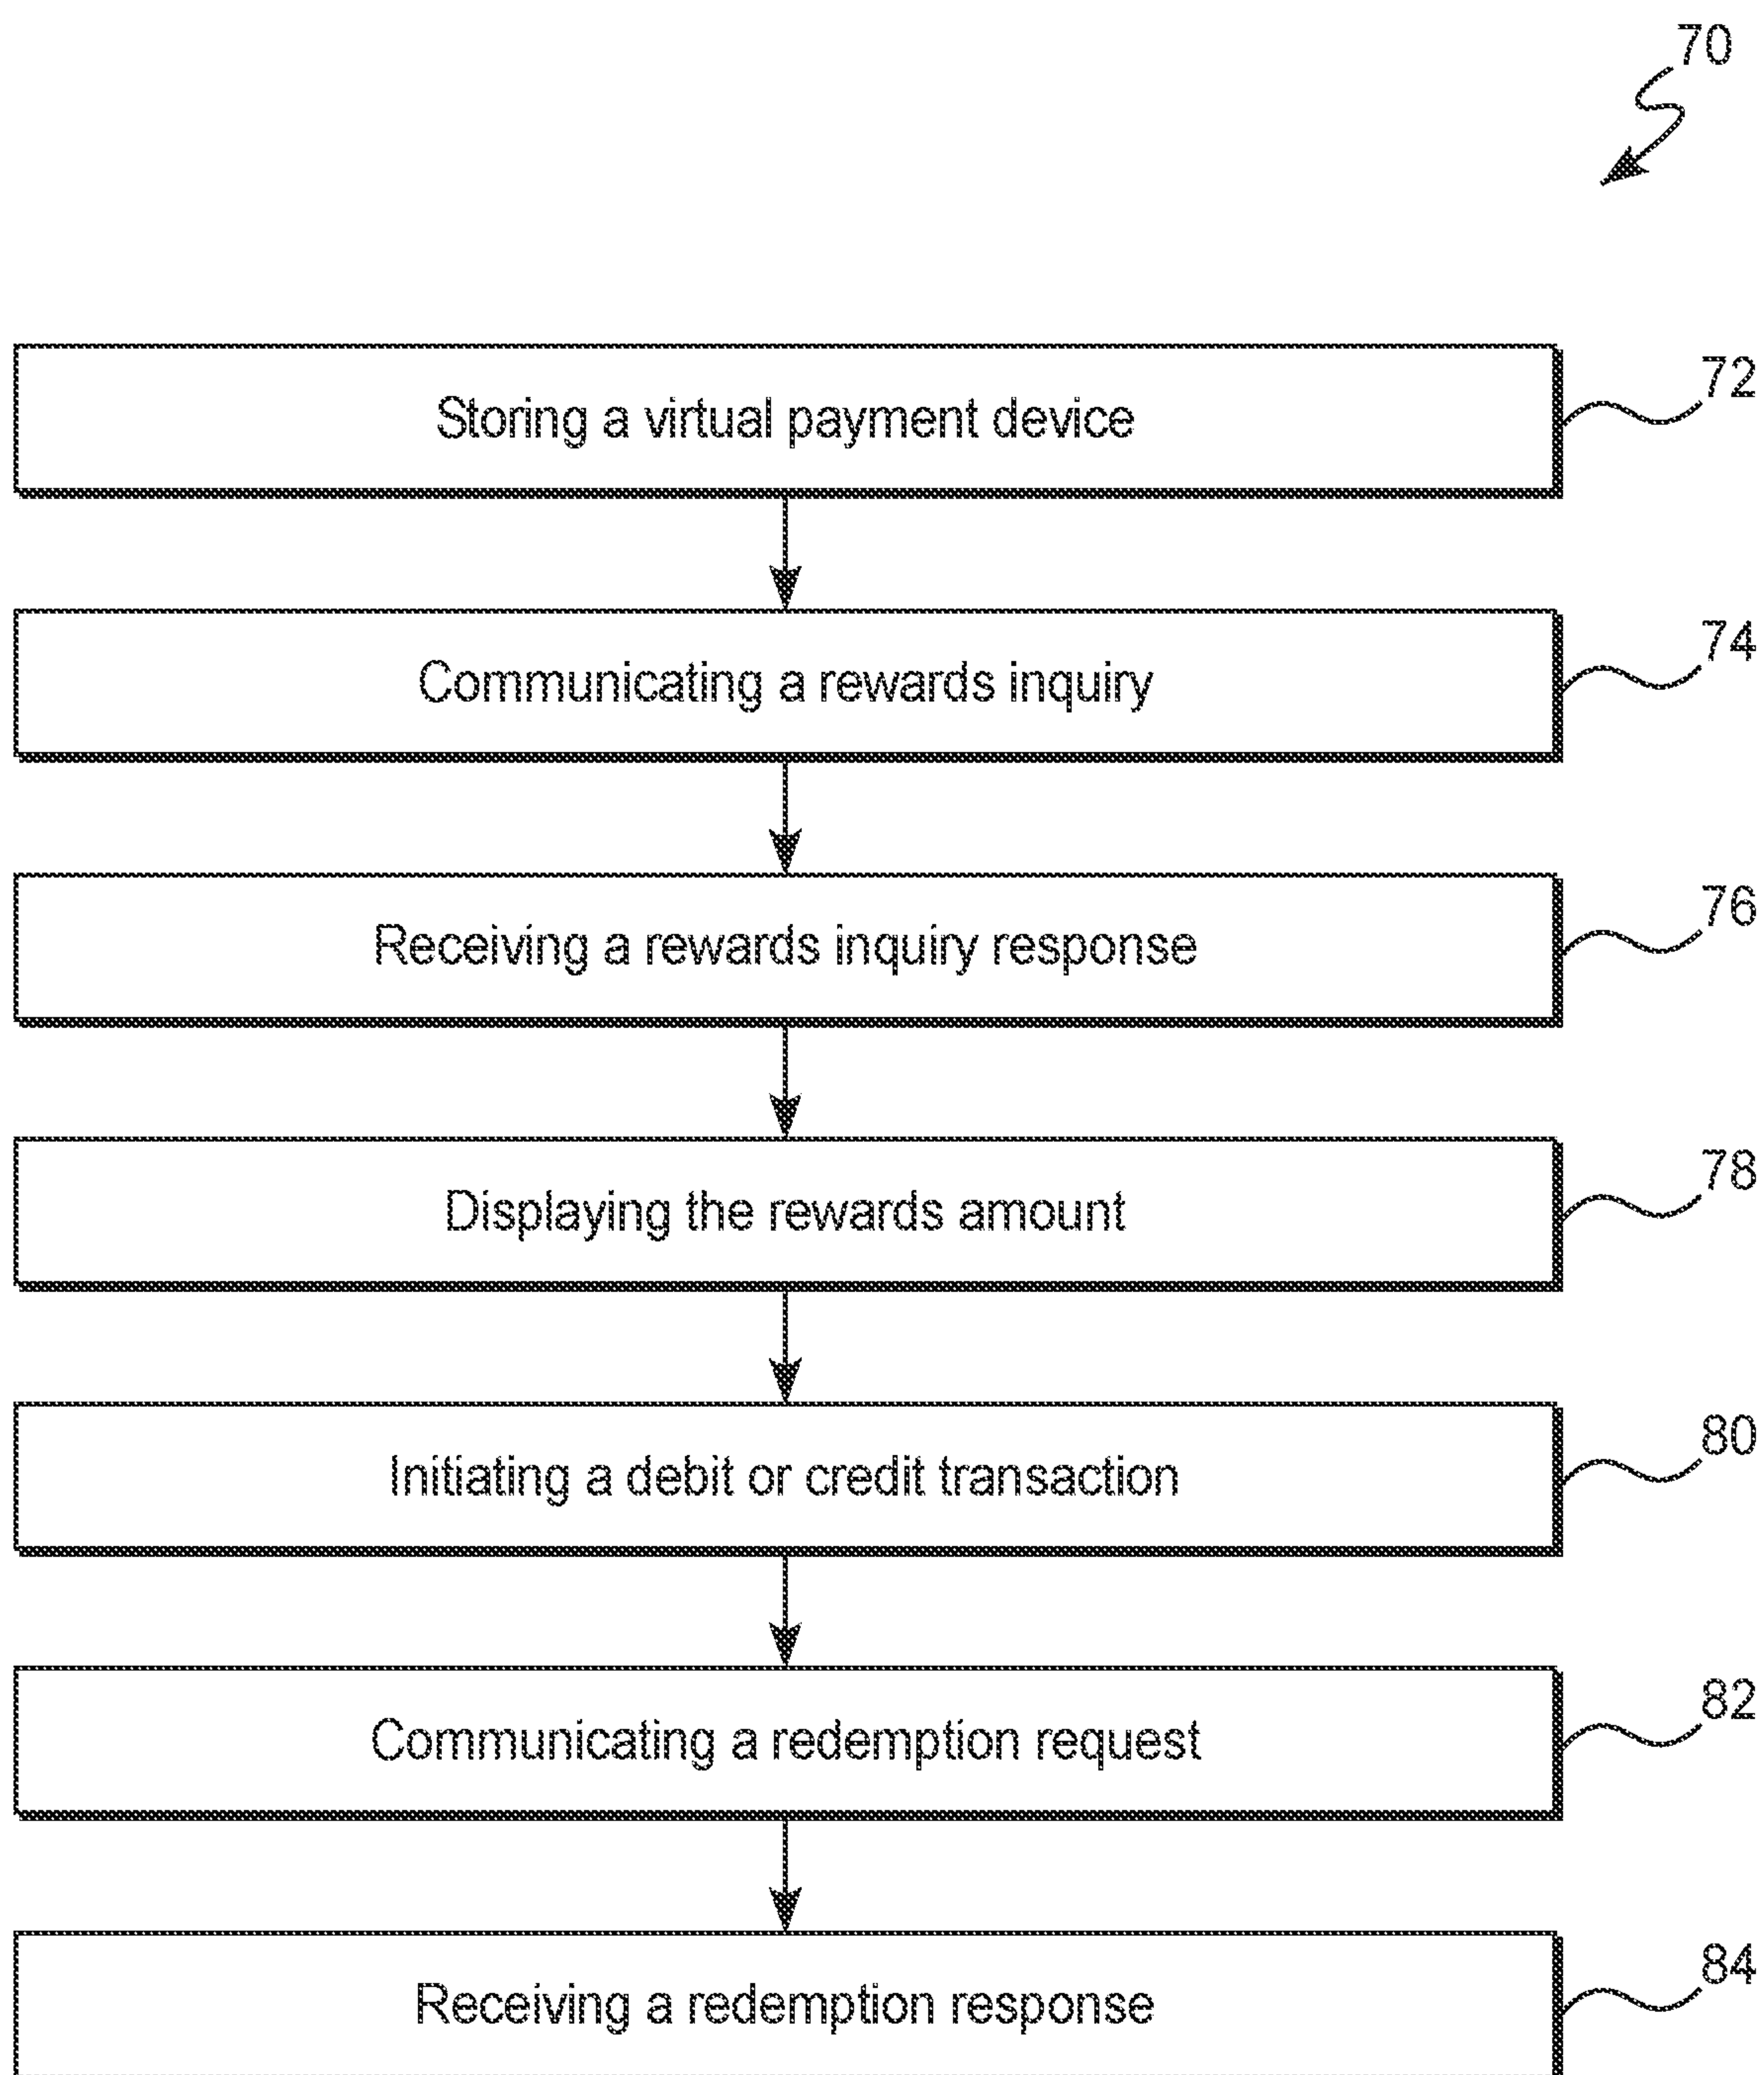 70
Storing a virtual payment device
72
Communicating a rewards inquiry
74
Receiving a rewards inquiry response
76
Displaying the rewards amount
78
Initiating a debit or credit transaction
80
Communicating a redemption request
82
Receiving a redemption response
84